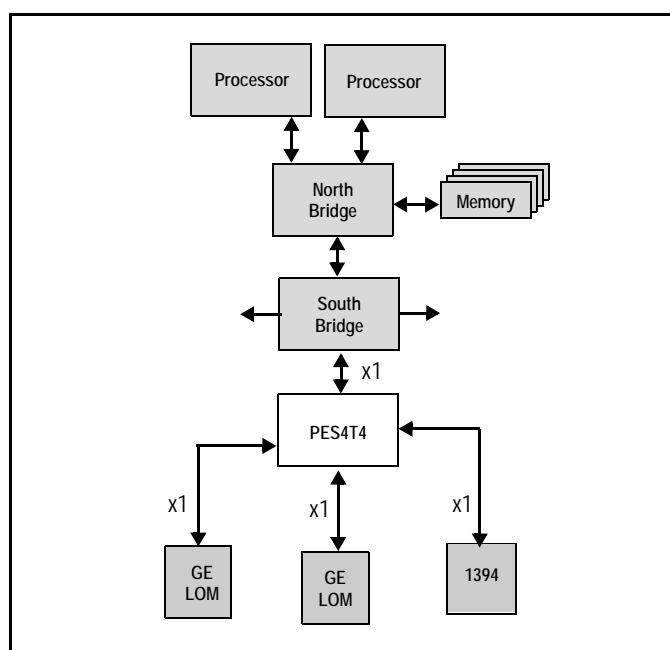 Processor
Processor
North
Bridge
Memory
South
Bridge
x1
PES4T4
x1
x1
x1
GE
LOM
GE
LOM
1394